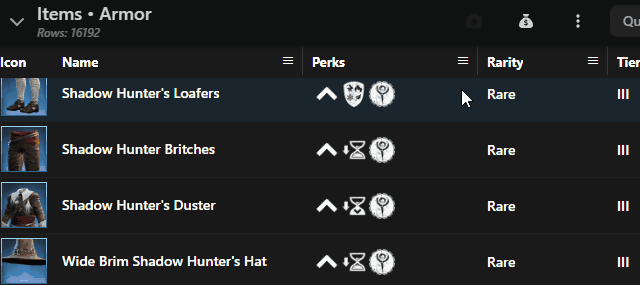 Items • Armor
Rows: 16192
Qu
Icon Name Perks Rarity Tier
Shadow Hunter's Loafers Rare III
Shadow Hunter Britches Rare III
Shadow Hunter's Duster Rare III
Wide Brim Shadow Hunter's Hat Rare III